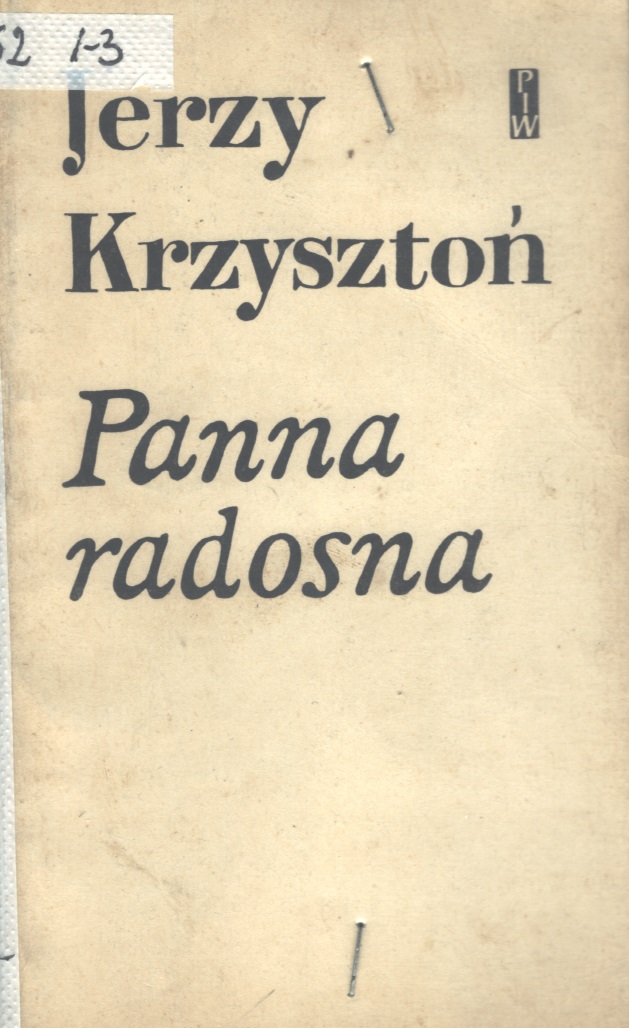 52 1-3
Jerzy
PIW
Krzysztoń
Panna
radosna